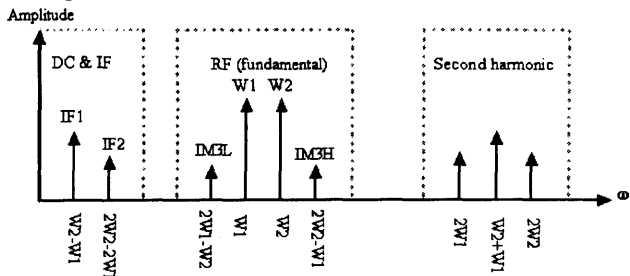 Amplitude
DC & IF
RF (fundamental)
Second harmonic
W1 W2
IF1
IF2
IM3L
IM3H
ω
W2-W1
2W2-2W1
2W1-W2
W1
W2
2W2-W1
2W1
W2+W1
2W2